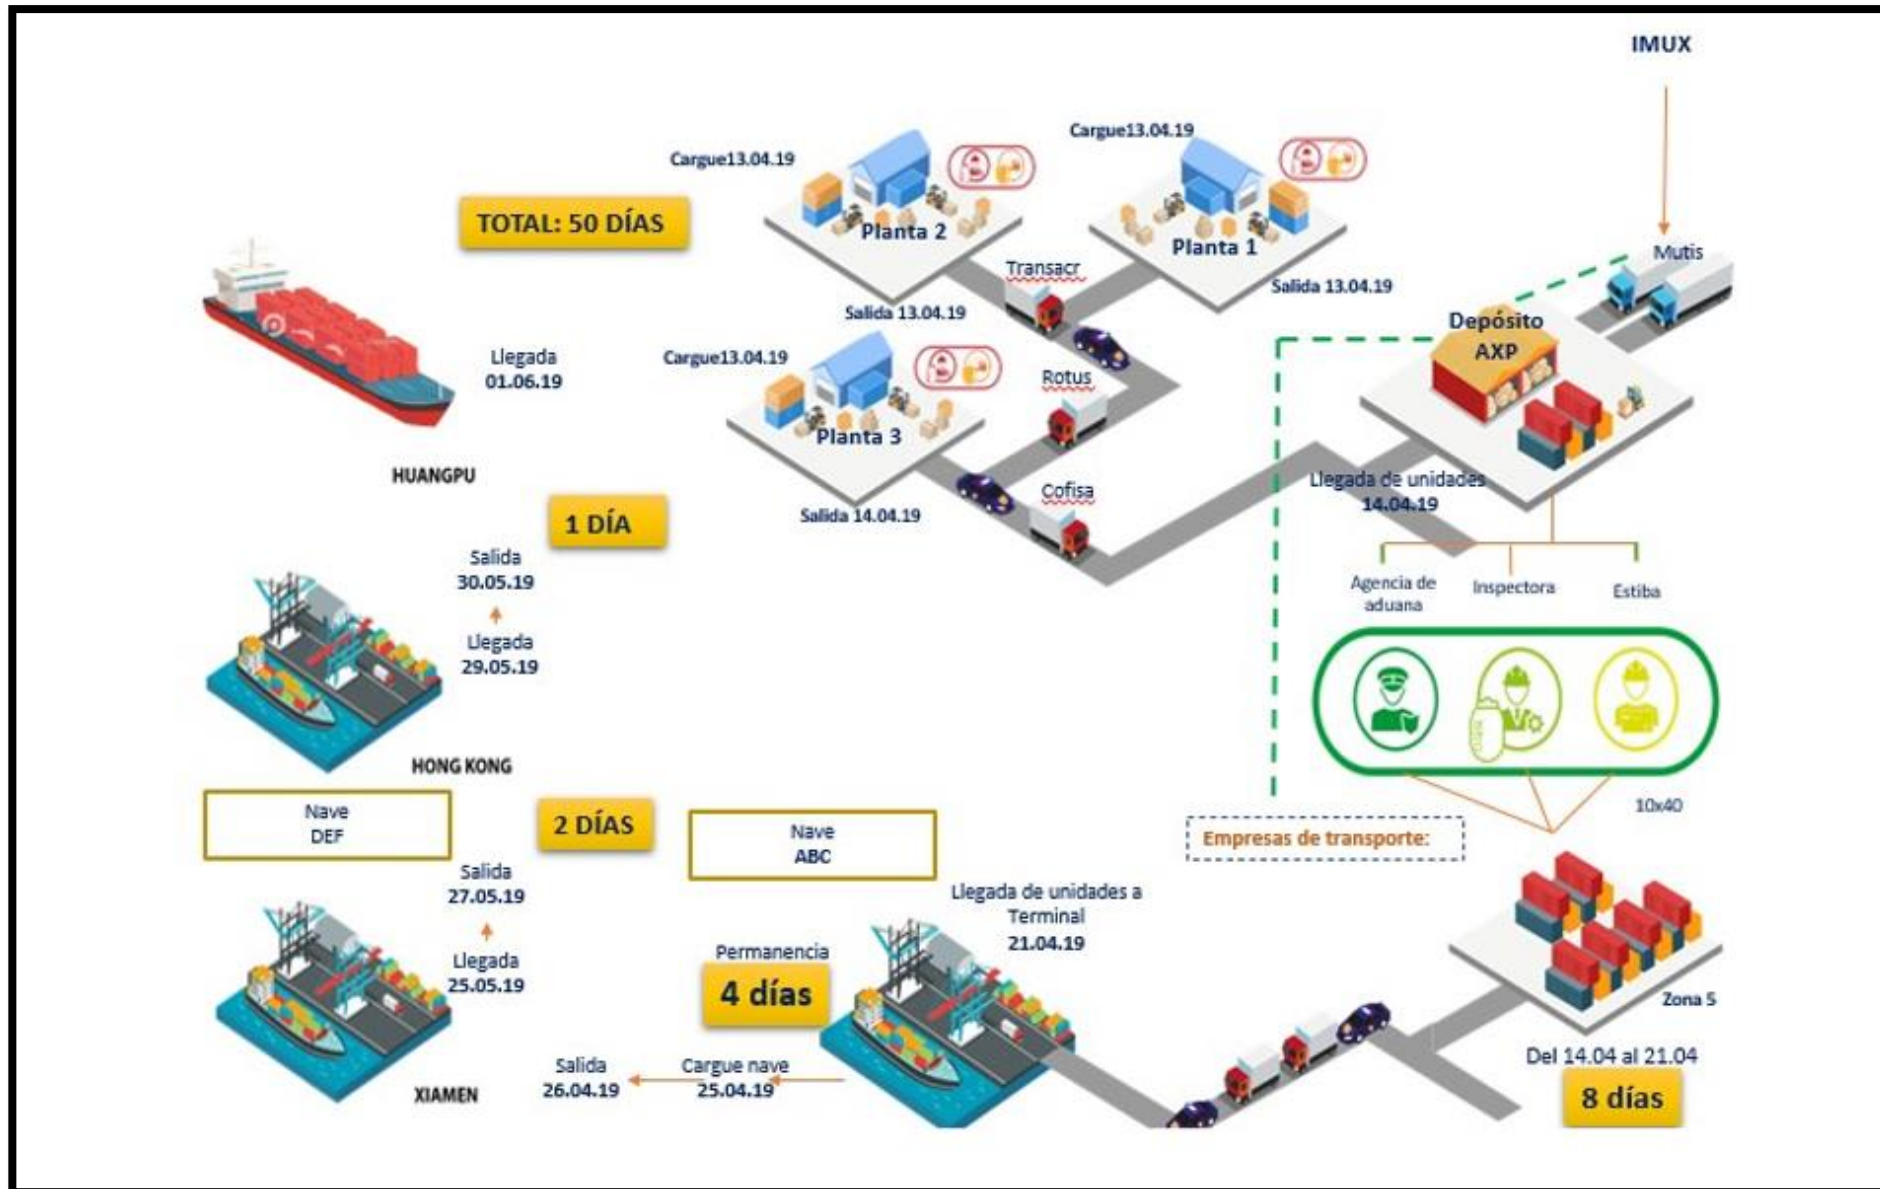 IMUX
Cargue13.04.19
Cargue13.04.19
TOTAL: 50 DÍAS
Planta 2
Planta 1
Mutis
Transacr
Salida 13.04.19
Salida 13.04.19
Depósito
AXP
Cargue13.04.19
Llegada
01.06.19
Rotus
Planta 3
HUANGPU
Cofisa
Llegada de unidades
14.04.19
Salida 14.04.19
1 DÍA
Salida
30.05.19
Agencia de
aduana
Inspectora
Estiba
Llegada
29.05.19
HONG KONG
10x40
Nave
DEF
2 DÍAS
Nave
ABC
Empresas de transporte:
Salida
27.05.19
Llegada de unidades a
Terminal
21.04.19
Llegada
25.05.19
Permanencia
4 días
Zona 5
Salida
26.04.19
Cargue nave
25.04.19
XIAMEN
Del 14.04 al 21.04
8 días